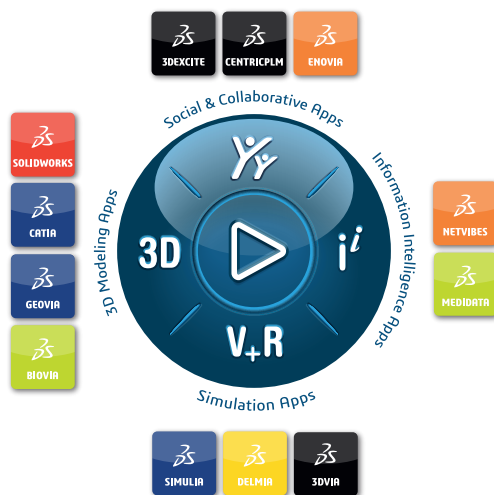 3DEXCITE
CENTRICPLM
ENOVIA
Social & Collaborative Apps
SOLIDWORKS
CATIA
GEOVIA
BIOVIA
3D Modeling Apps
3D
i i
V+R
Information Intelligence Apps
NETVIBES
MEDIDATA
Simulation Apps
SIMULIA
DELMIA
3DVIA